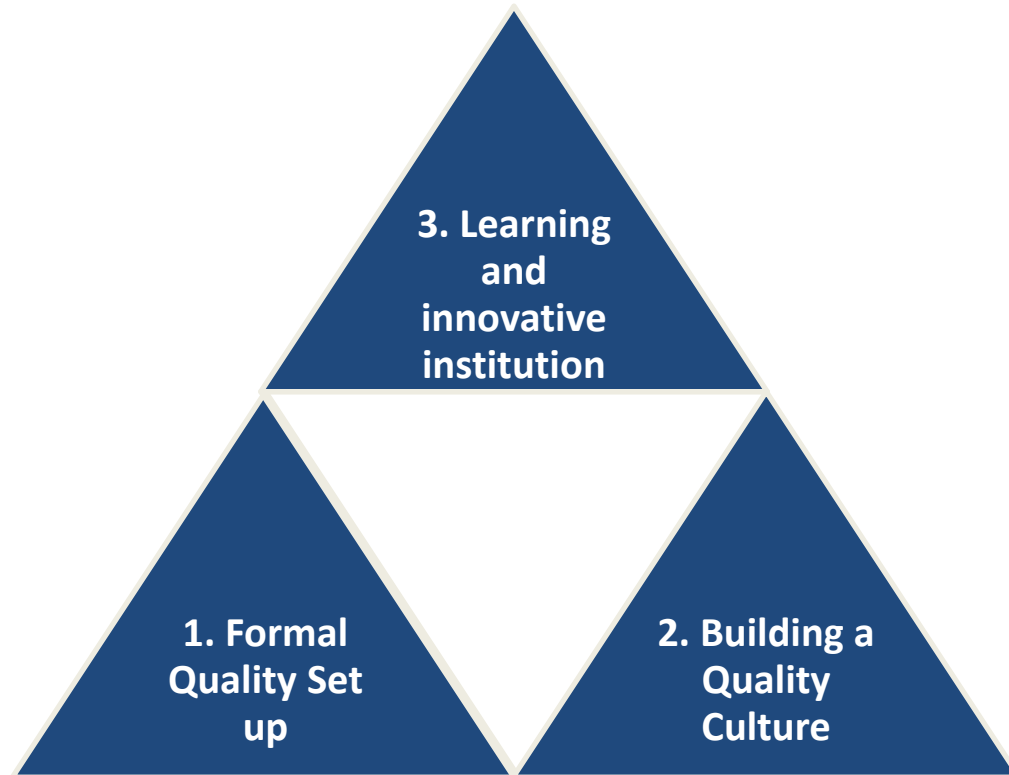 3. Learning
and
innovative
institution
1. Formal
Quality Set
up
2. Building a
Quality
Culture